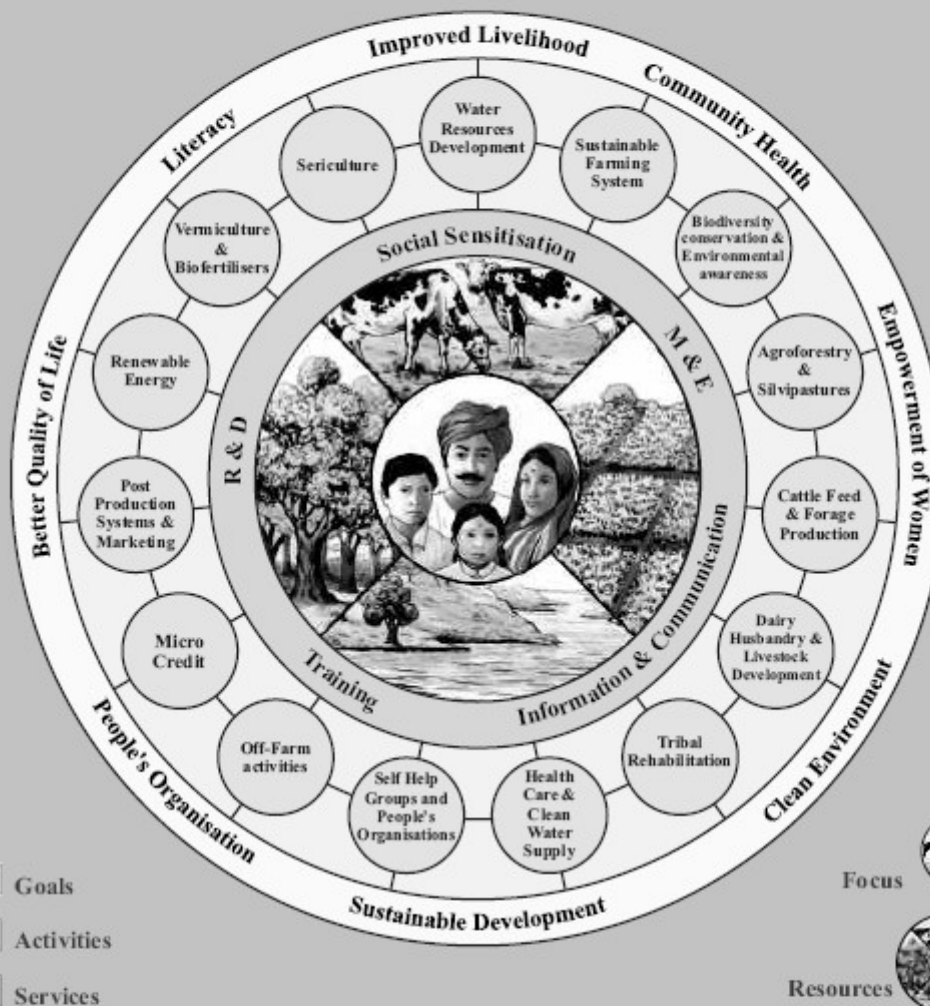 Improved Livelihood
Community Health
Empowerment of Women
Clean Environment
Sustainable Development
People's Organisation
Better Quality of Life
Literacy
Water
Resources
Development
Sustainable
Farming
System
Biodiversity
conservation &
Environmental
awareness
Agroforestry
&
Silvipastures
Cattle Feed
& Forage
Production
Dairy
Husbandry &
Livestock
Development
Tribal
Rehabilitation
Health
Care &
Clean
Water
Supply
Self Help
Groups and
People's
Organisations
Off-Farm
activities
Micro
Credit
Post
Production
Systems &
Marketing
Renewable
Energy
Vermiculture
&
Biofertilisers
Sericulture
Social Sensitisation
M & E
Information & Communication
Training
R & D
Goals
Activities
Services
Focus
Resources